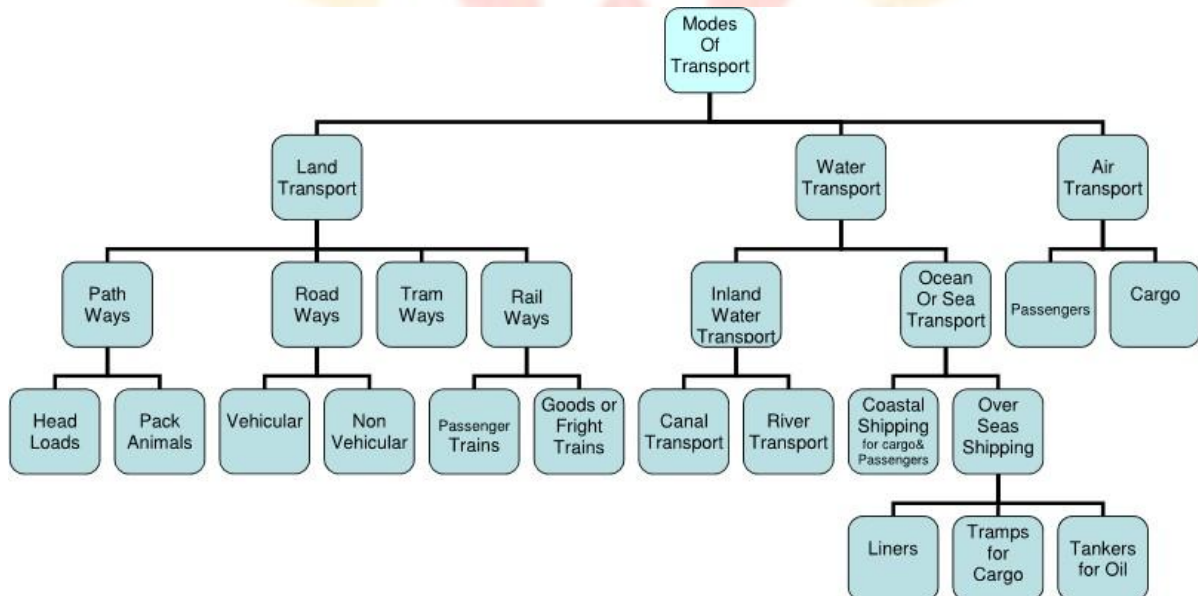 Modes
Of
Transport
Land
Transport
Water
Transport
Air
Transport
Path
Ways
Road
Ways
Tram
Ways
Rail
Ways
Inland
Water
Transport
Ocean
Or Sea
Transport
Passengers
Cargo
Head
Loads
Pack
Animals
Vehicular
Non
Vehicular
Passenger
Trains
Goods or
Fright
Trains
Canal
Transport
River
Transport
Coastal
Shipping
for cargo&
Passengers
Over
Seas
Shipping
Liners
Tramps
for
Cargo
Tankers
for Oil